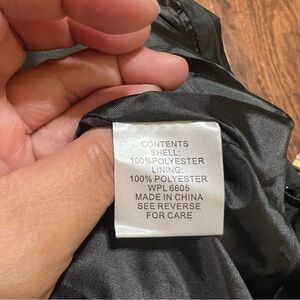 CONTENTS
SHELL:
100%POLYESTER
LINING:
100% POLYESTER
WPL 6605
MADE IN CHINA
SEE REVERSE
FOR CARE